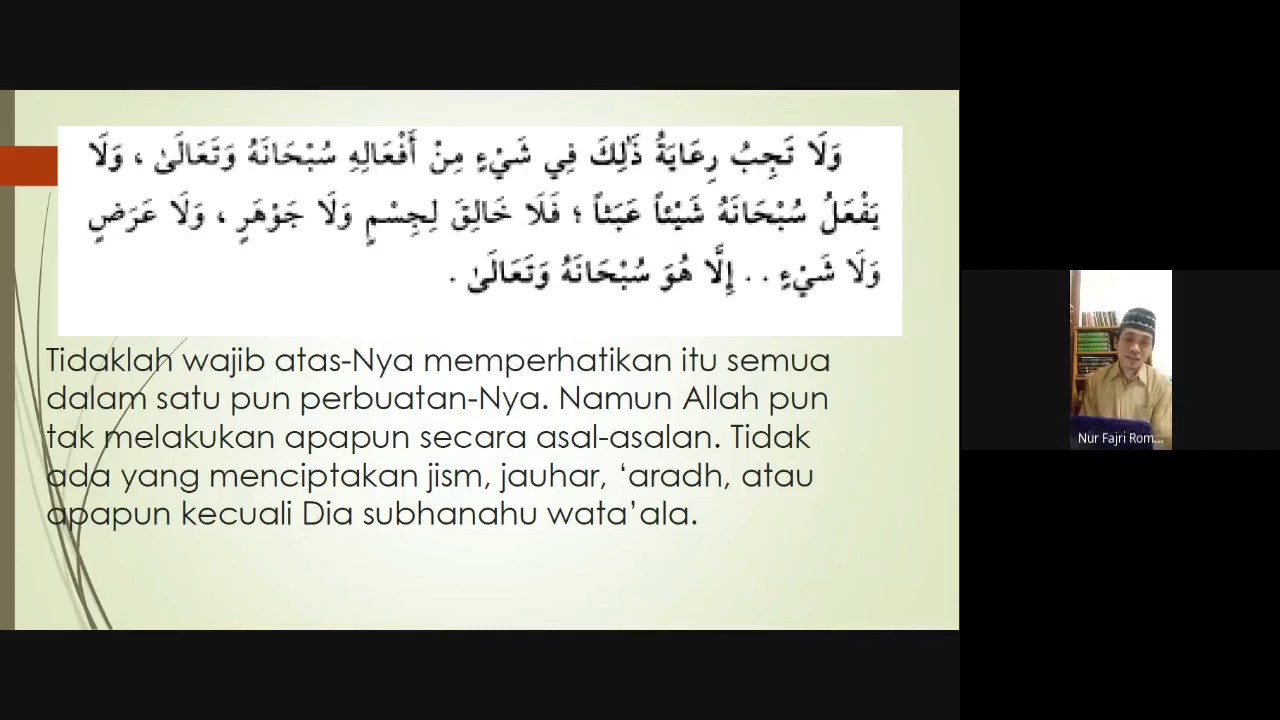 وَلَا تَجِبُ رِعَايَةُ ذَٰلِكَ فِي شَيْءٍ مِنْ أَفْعَالِهِ سُبْحَانَهُ وَتَعَالَىٰ ، وَلَا
يَفْعَلُ سُبْحَانَهُ شَيْئاً عَبَثاً ؛ فَلَا خَالِقَ لِجِسْمٍ وَلَا جَوْهَرٍ ، وَلَا عَرَضٍ
وَلَا شَيْءٍ . . إِلَّا هُوَ سُبْحَانَهُ وَتَعَالَىٰ .
Tidaklah wajib atas-Nya memperhatikan itu semua
dalam satu pun perbuatan-Nya. Namun Allah pun
tak melakukan apapun secara asal-asalan. Tidak
ada yang menciptakan jism, jauhar, ‘aradh, atau
apapun kecuali Dia subhanahu wata’ala.
Nur Fajri Rom...